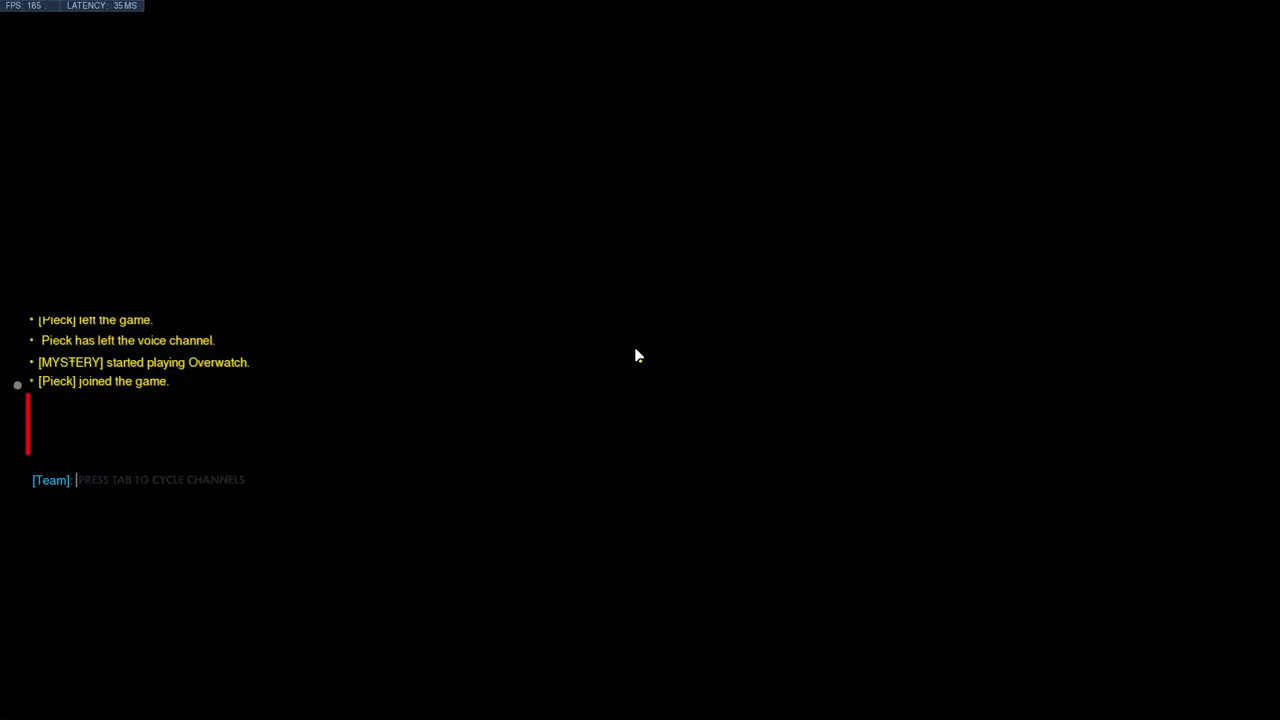 FPS: 165 . LATENCY: 35 MS
• [Pieck] left the game.
• Pieck has left the voice channel.
• [MYSTERY] started playing Overwatch.
• [Pieck] joined the game.
[Team]: PRESS TAB TO CYCLE CHANNELS